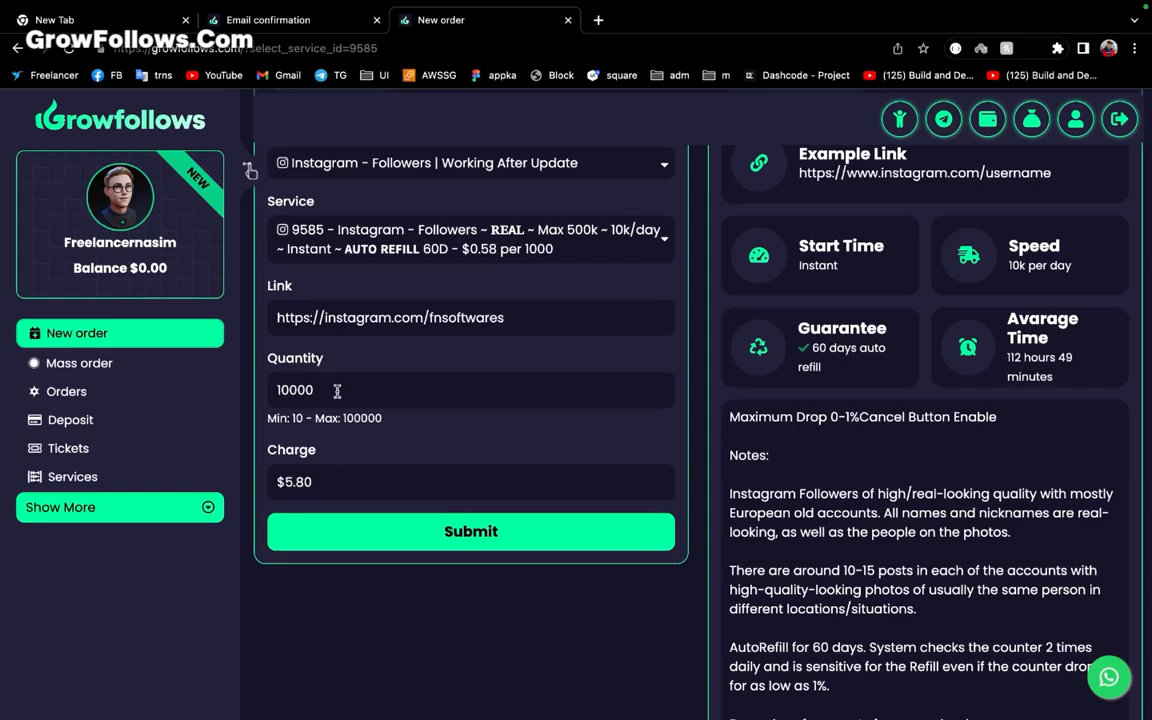 New Tab
Email confirmation
New order
GrowFollows.Com
https://growfollows.com/?select_service_id=9585
Freelancer
FB
trns
YouTube
Gmail
TG
UI
AWSSG
appka
Block
square
adm
m
Dashcode - Project
(125) Build and De...
(125) Build and De...
Growfollows
NEW
Freelancernasim
Balance $0.00
New order
Mass order
Orders
Deposit
Tickets
Services
Show More
Instagram - Followers | Working After Update
Service
9585 - Instagram - Followers ~ REAL ~ Max 500k ~ 10k/day
~ Instant ~ AUTO REFILL 60D - $0.58 per 1000
Link
https://instagram.com/fnsoftwares
Quantity
10000
Min: 10 - Max: 100000
Charge
$5.80
Submit
Example Link
https://www.instagram.com/username
Start Time
Instant
Speed
10k per day
Guarantee
60 days auto
refill
Avarage
Time
112 hours 49
minutes
Maximum Drop 0-1%Cancel Button Enable
Notes:
Instagram Followers of high/real-looking quality with mostly
European old accounts. All names and nicknames are real-
looking, as well as the people on the photos.
There are around 10-15 posts in each of the accounts with
high-quality-looking photos of usually the same person in
different locations/situations.
AutoRefill for 60 days. System checks the counter 2 times
daily and is sensitive for the Refill even if the counter drop
for as low as 1%.